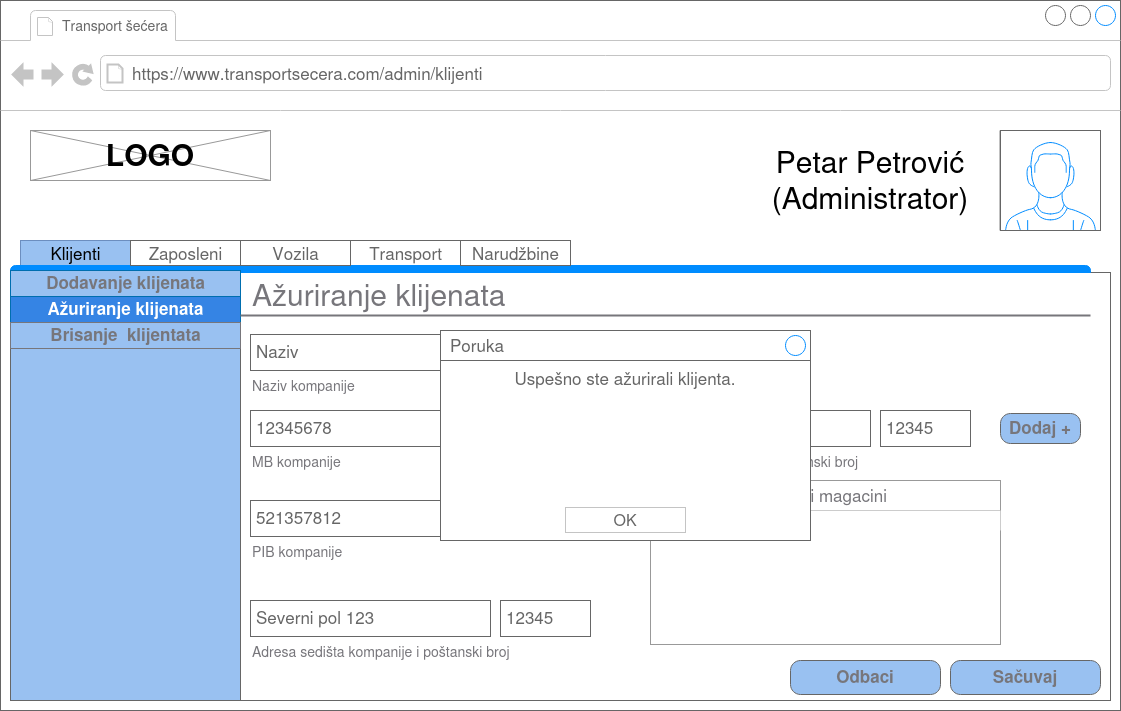 Transport šećera
https://www.transportsecera.com/admin/klijenti
LOGO
Petar Petrović
(Administrator)
Klijenti Zaposleni Vozila Transport Narudžbine
Dodavanje klijenata
Ažuriranje klijenata
Brisanje klijentata
Ažuriranje klijenata
Naziv
Naziv kompanije
Poruka
Uspešno ste ažurirali klijenta.
OK
12345678
MB kompanije
12345
Dodaj +
broj
i magacini
521357812
PIB kompanije
Severni pol 123 12345
Adresa sedišta kompanije i poštanski broj
Odbaci Sačuvaj